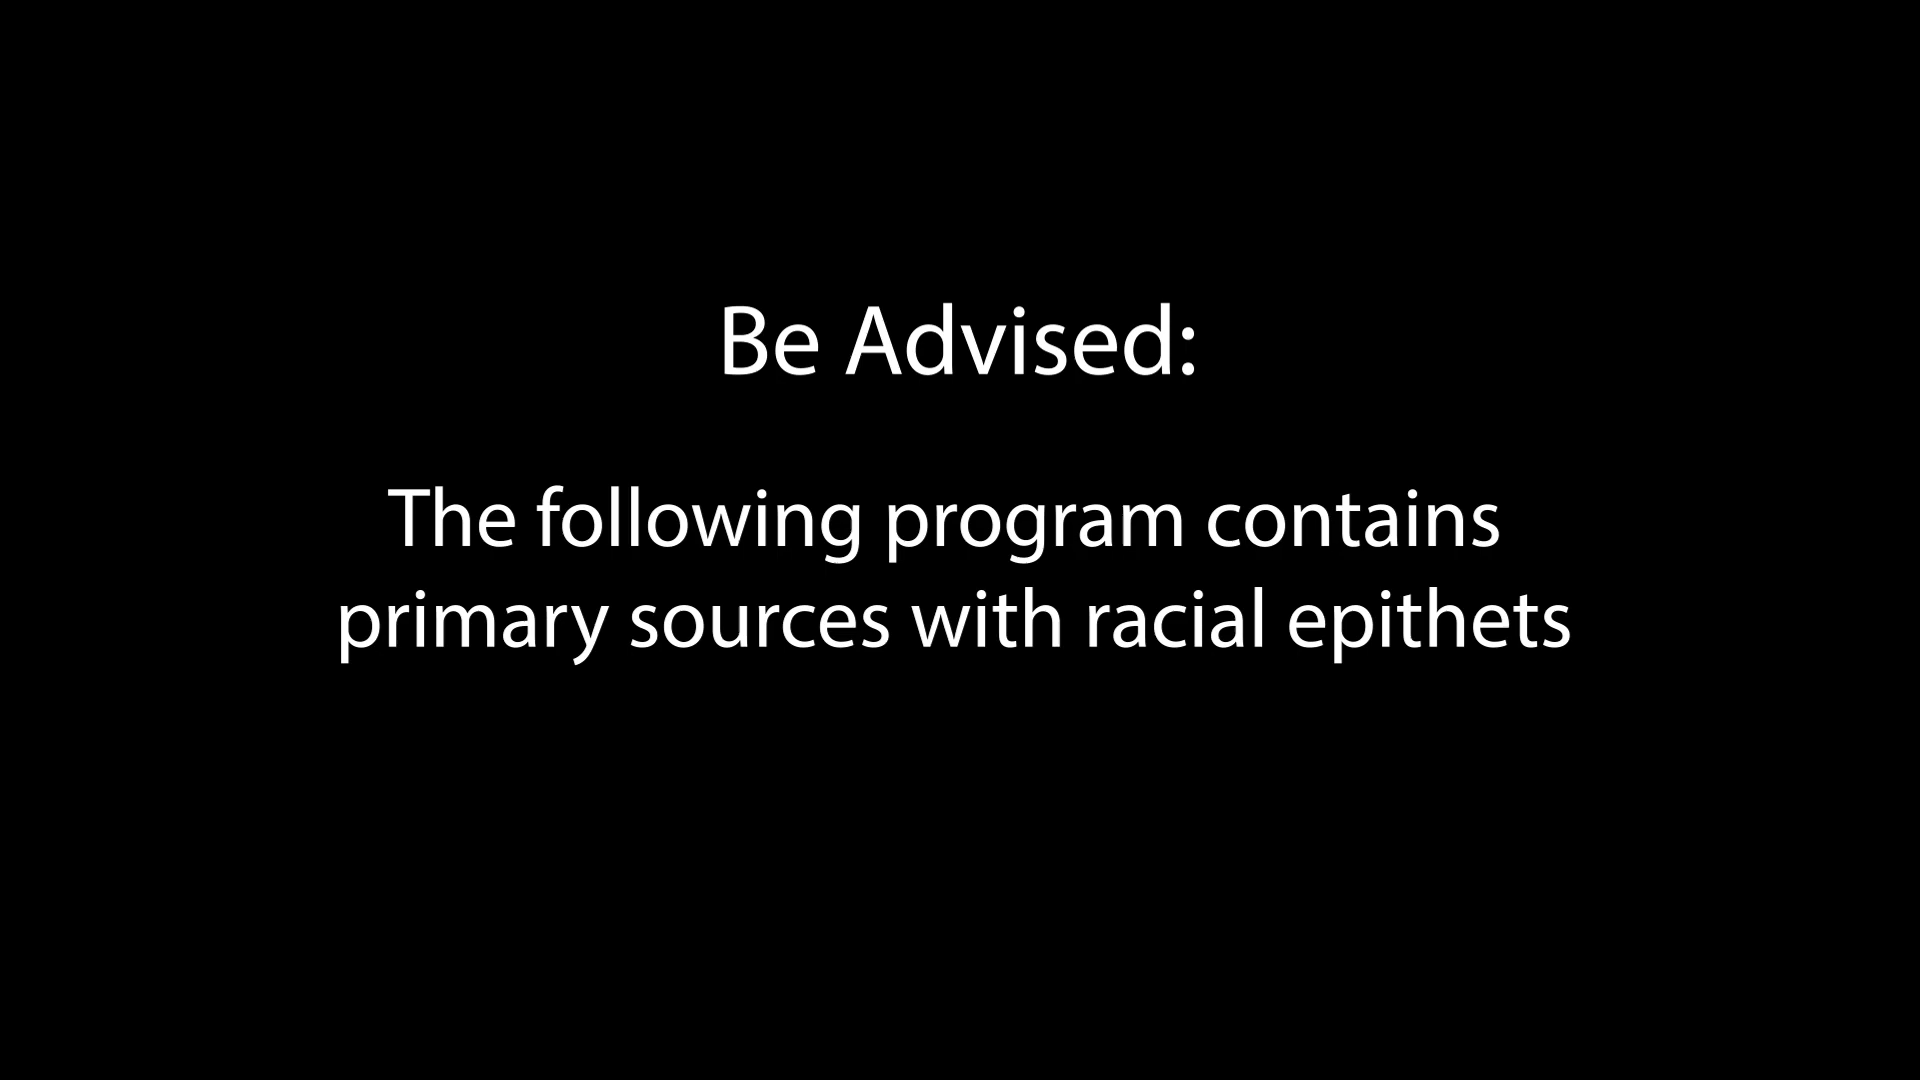 Be Advised:
The following program contains
primary sources with racial epithets